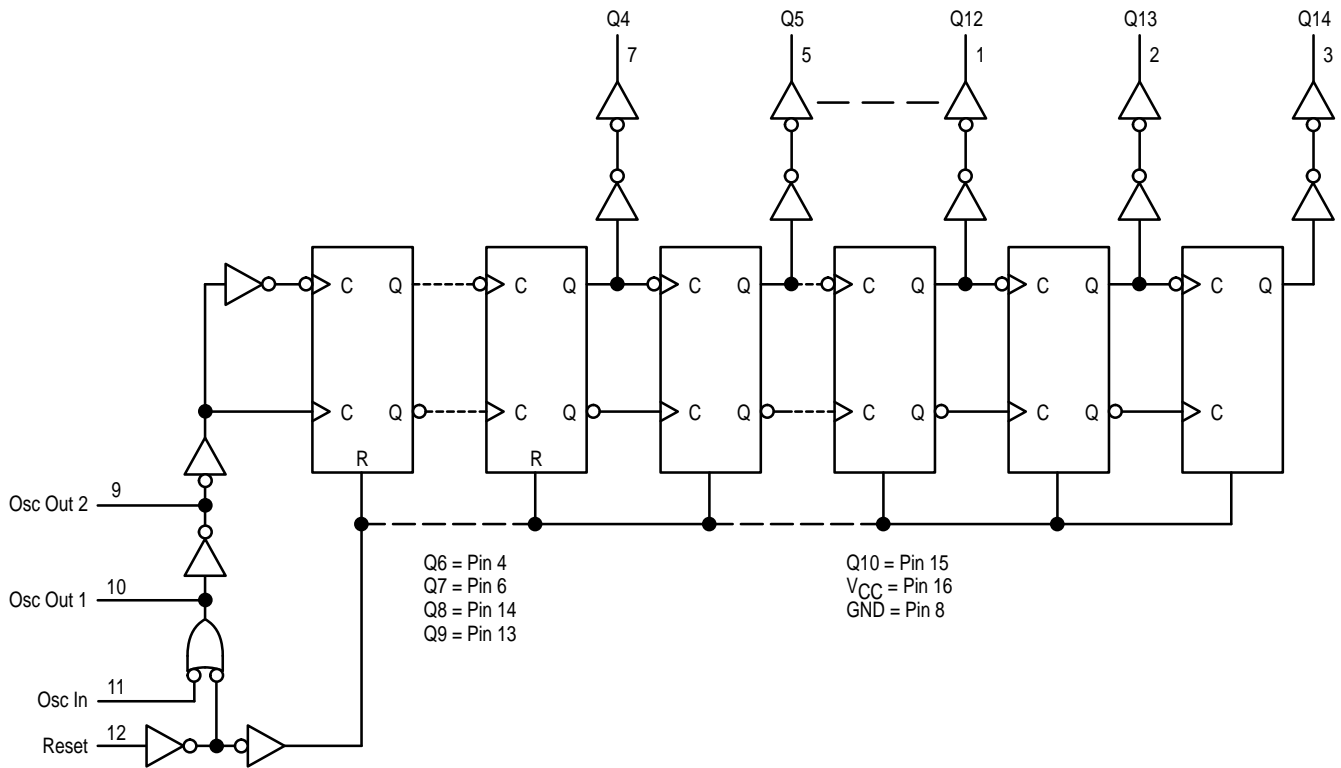 Q4 Q5 Q12 Q13 Q14
7 5 1 2 3
C Q C Q C Q C Q C Q C Q
C Q C Q C Q C Q C Q C
R R
Osc Out 2 9
Osc Out 1 10
Osc In 11
Reset 12
Q6 = Pin 4
Q7 = Pin 6
Q8 = Pin 14
Q9 = Pin 13
Q10 = Pin 15
VCC = Pin 16
GND = Pin 8